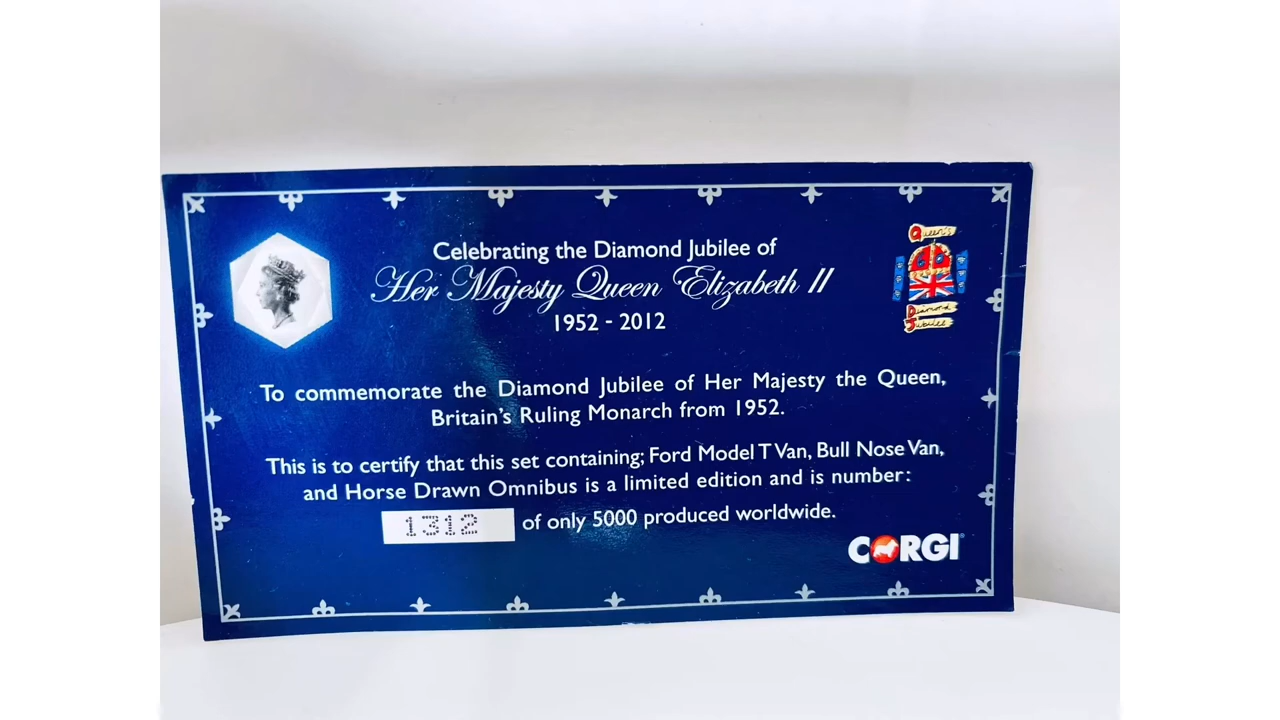 Celebrating the Diamond Jubilee of
Her Majesty Queen Elizabeth II
1952 - 2012
Queen's
Diamond
Jubilee
To commemorate the Diamond Jubilee of Her Majesty the Queen,
Britain's Ruling Monarch from 1952.
This is to certify that this set containing; Ford Model T Van, Bull Nose Van,
and Horse Drawn Omnibus is a limited edition and is number:
1312 of only 5000 produced worldwide.
CORGI